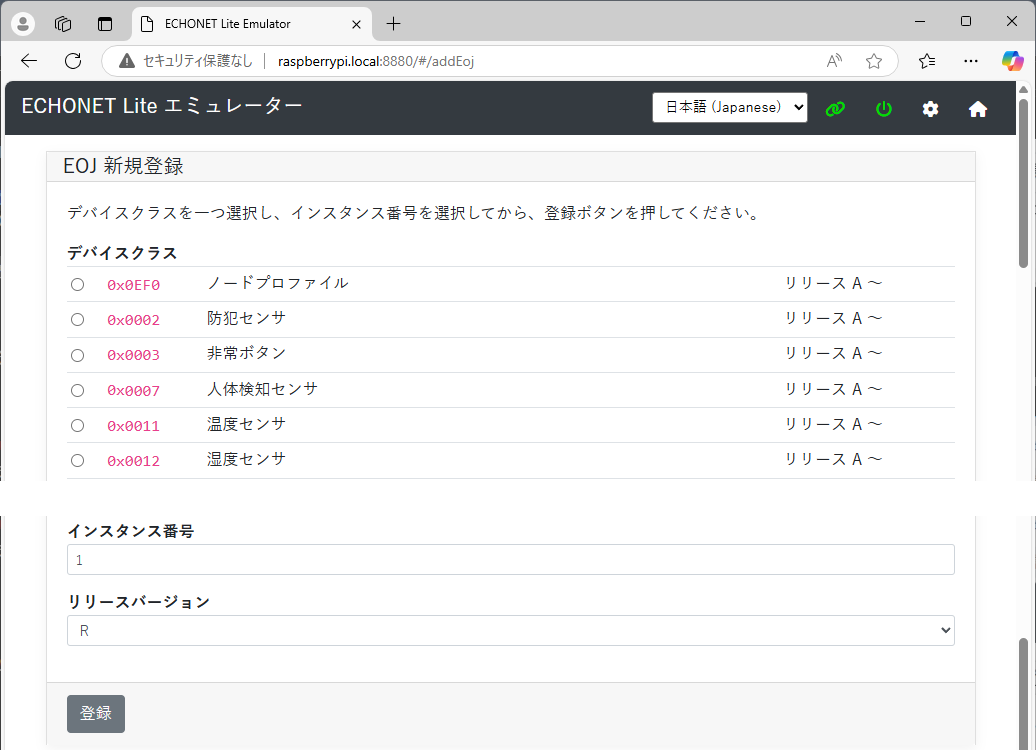 ECHONET Lite Emulator
セキュリティ保護なし raspberrypi.local:8880/#/addEoj
ECHONET Lite エミュレーター 日本語 (Japanese)
EOJ 新規登録
デバイスクラスを一つ選択し、インスタンス番号を選択してから、登録ボタンを押してください。
デバイスクラス
0x0EF0 ノードプロファイル リリース A ～
0x0002 防犯センサ リリース A ～
0x0003 非常ボタン リリース A ～
0x0007 人体検知センサ リリース A ～
0x0011 温度センサ リリース A ～
0x0012 湿度センサ リリース A ～
インスタンス番号
1
リリースバージョン
R
登録